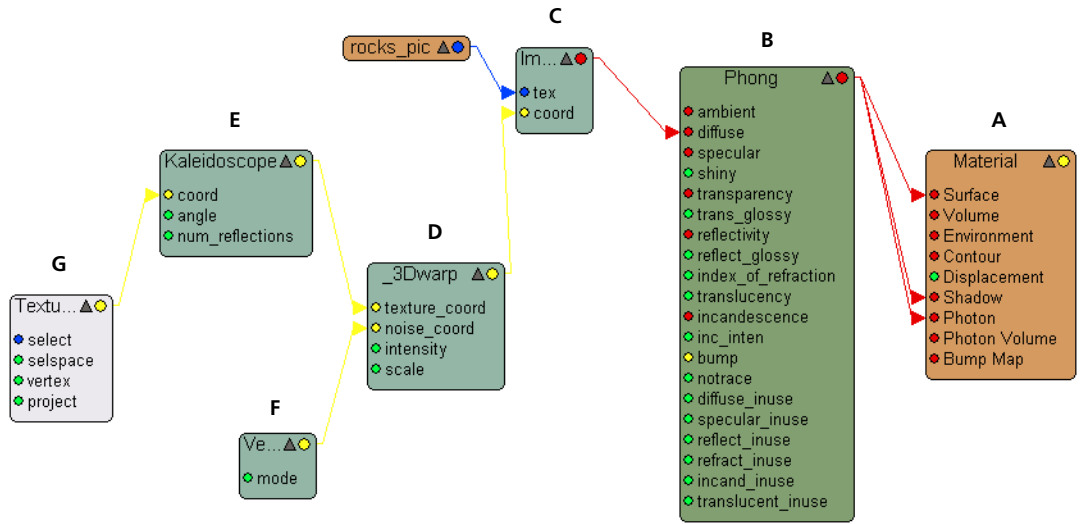 C
rocks_pic
Im...
tex
coord
B
Phong
ambient
diffuse
specular
shiny
transparency
trans_glossy
reflectivity
reflect_glossy
index_of_refraction
translucency
incandescence
inc_inten
bump
notrace
diffuse_inuse
specular_inuse
reflect_inuse
refract_inuse
incand_inuse
translucent_inuse
A
Material
Surface
Volume
Environment
Contour
Displacement
Shadow
Photon
Photon Volume
Bump Map
E
Kaleidoscope
coord
angle
num_reflections
D
_3Dwarp
texture_coord
noise_coord
intensity
scale
G
Textu...
select
selspace
vertex
project
F
Ve...
mode